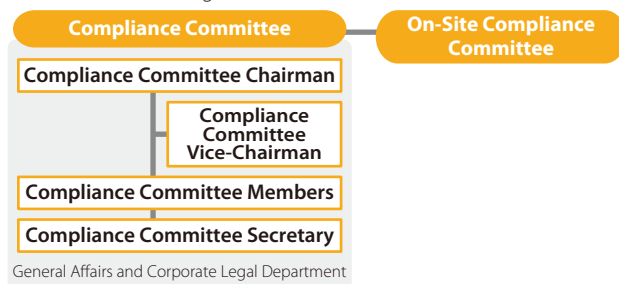 Compliance Committee
On-Site Compliance
Committee
Compliance Committee Chairman
Compliance
Committee
Vice-Chairman
Compliance Committee Members
Compliance Committee Secretary
General Affairs and Corporate Legal Department